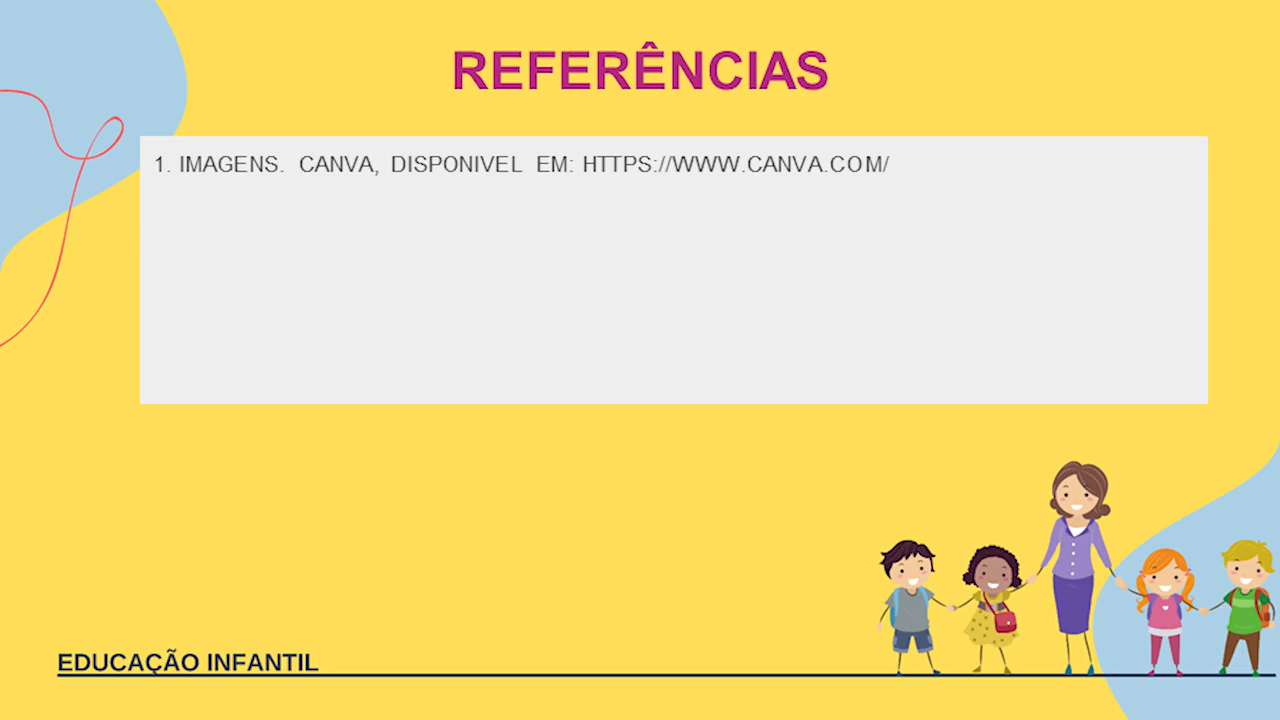 REFERÊNCIAS
1. IMAGENS. CANVA, DISPONIVEL EM: HTTPS://WWW.CANVA.COM/
EDUCAÇÃO INFANTIL